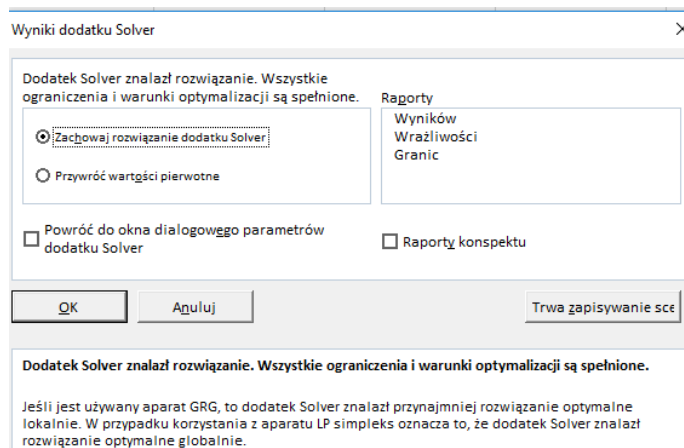 Wyniki dodatku Solver
Dodatek Solver znalazł rozwiązanie. Wszystkie
ograniczenia i warunki optymalizacji są spełnione.
Raporty
Zachowaj rozwiązanie dodatku Solver
Przywróć wartości pierwotne
Wyników
Wrażliwości
Granic
Powróć do okna dialogowego parametrów
dodatku Solver
Raporty konspektu
OK
Anuluj
Trwa zapisywanie sce
Dodatek Solver znalazł rozwiązanie. Wszystkie ograniczenia i warunki optymalizacji są spełnione.
Jeśli jest używany aparat GRG, to dodatek Solver znalazł przynajmniej rozwiązanie optymalne
lokalnie. W przypadku korzystania z aparatu LP simpleks oznacza to, że dodatek Solver znalazł
rozwiązanie optymalne globalnie.